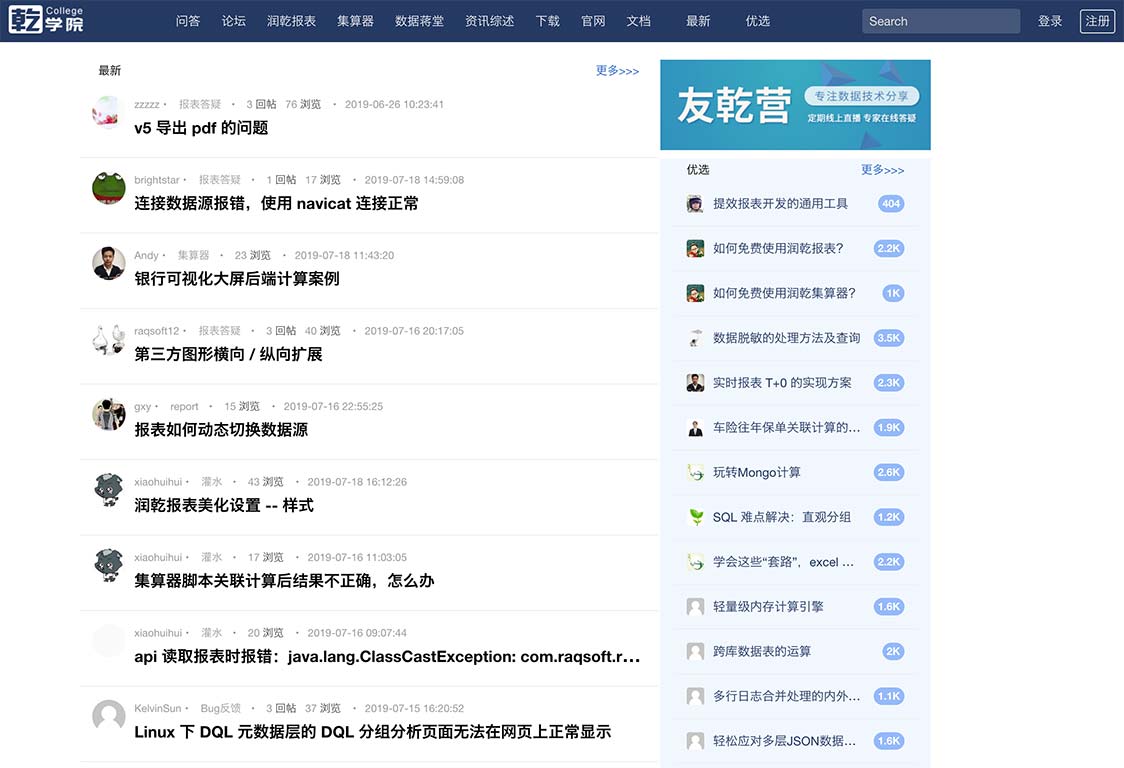 乾 College 学院
问答 论坛 润乾报表 集算器 数据蒋堂 资讯综述 下载 官网 文档 最新 优选 Search 登录 注册
最新 更多>>>
zzzzz • 报表答疑 • 3 回帖 76 浏览 • 2019-06-26 10:23:41
v5 导出 pdf 的问题
brightstar • 报表答疑 • 1 回帖 17 浏览 • 2019-07-18 14:59:08
连接数据源报错，使用 navicat 连接正常
Andy • 集算器 • 23 浏览 • 2019-07-18 11:43:20
银行可视化大屏后端计算案例
raqsoft12 • 报表答疑 • 3 回帖 40 浏览 • 2019-07-16 20:17:05
第三方图形横向 / 纵向扩展
gxy • report • 15 浏览 • 2019-07-16 22:55:25
报表如何动态切换数据源
xiaohuihui • 灌水 • 43 浏览 • 2019-07-18 16:12:26
润乾报表美化设置 -- 样式
xiaohuihui • 灌水 • 17 浏览 • 2019-07-16 11:03:05
集算器脚本关联计算后结果不正确，怎么办
xiaohuihui • 灌水 • 20 浏览 • 2019-07-16 09:07:44
api 读取报表时报错：java.lang.ClassCastException: com.raqsoft.r...
KelvinSun • Bug反馈 • 3 回帖 37 浏览 • 2019-07-15 16:20:52
Linux 下 DQL 元数据层的 DQL 分组分析页面无法在网页上正常显示
友乾营
专注数据技术分享
定期线上直播 专家在线答疑
优选 更多>>>
提效报表开发的通用工具 404
如何免费使用润乾报表？ 2.2K
如何免费使用润乾集算器？ 1K
数据脱敏的处理方法及查询 3.5K
实时报表 T+0 的实现方案 2.3K
车险往年保单关联计算的... 1.9K
玩转Mongo计算 2.6K
SQL 难点解决：直观分组 1.2K
学会这些“套路”，excel ... 2.2K
轻量级内存计算引擎 1.6K
跨库数据表的运算 2K
多行日志合并处理的内外... 1.1K
轻松应对多层JSON数据... 1.6K